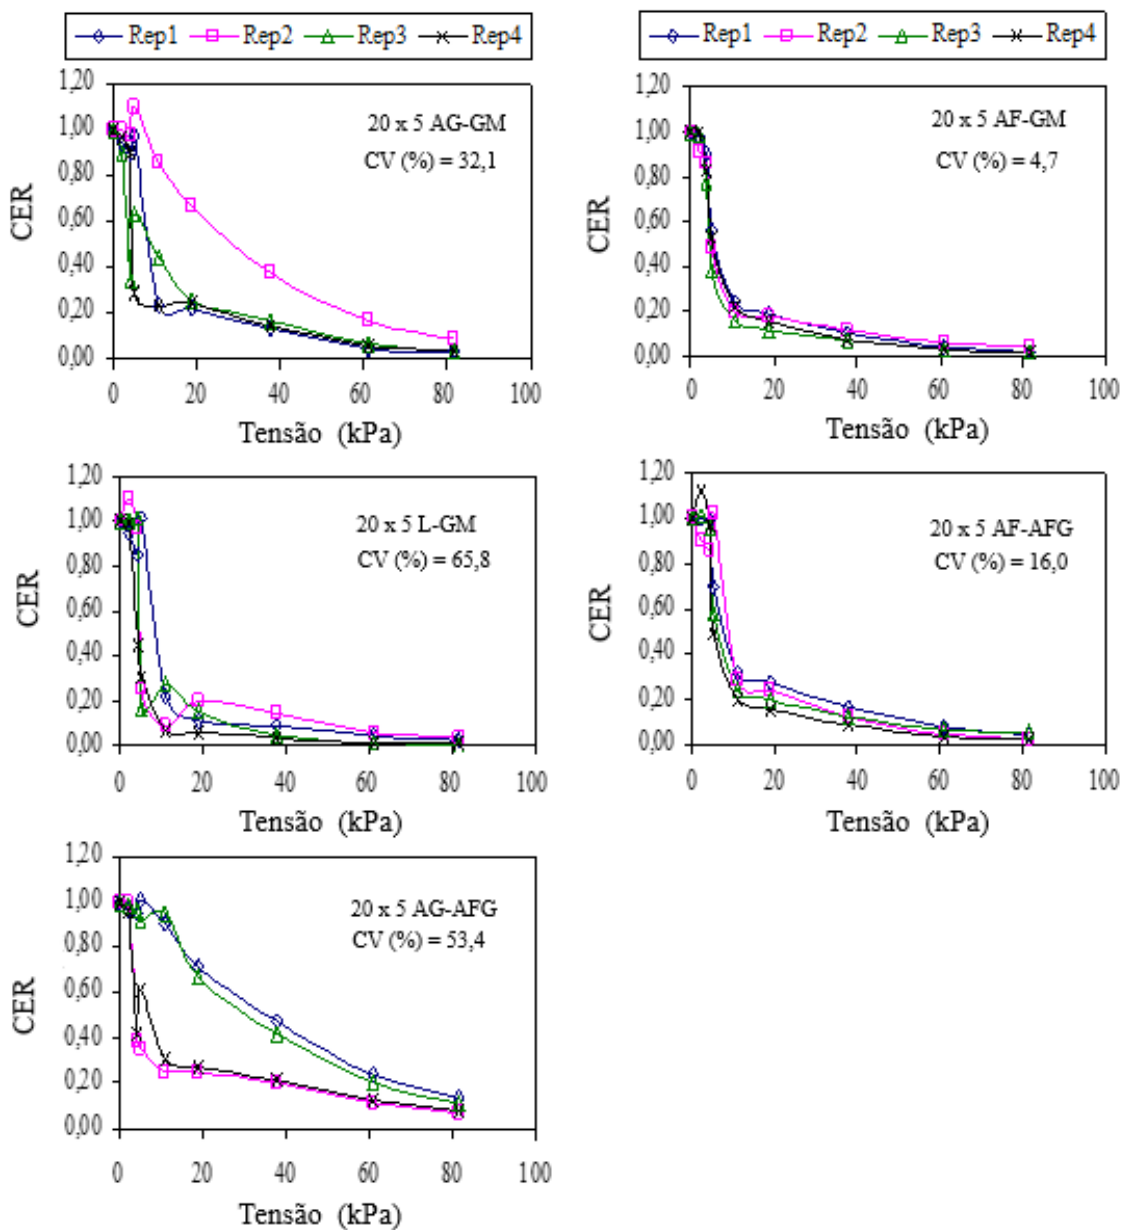 Rep1 Rep2 Rep3 Rep4
1,20
1,00
0,80
0,60
0,40
0,20
0,00
CER
20 x 5 AG-GM
CV (%) = 32,1
0 20 40 60 80 100
Tensão (kPa)
Rep1 Rep2 Rep3 Rep4
1,20
1,00
0,80
0,60
0,40
0,20
0,00
CER
20 x 5 AF-GM
CV (%) = 4,7
0 20 40 60 80 100
Tensão (kPa)
1,20
1,00
0,80
0,60
0,40
0,20
0,00
CER
20 x 5 L-GM
CV (%) = 65,8
0 20 40 60 80 100
Tensão (kPa)
1,20
1,00
0,80
0,60
0,40
0,20
0,00
CER
20 x 5 AF-AFG
CV (%) = 16,0
0 20 40 60 80 100
Tensão (kPa)
1,20
1,00
0,80
0,60
0,40
0,20
0,00
CER
20 x 5 AG-AFG
CV (%) = 53,4
0 20 40 60 80 100
Tensão (kPa)